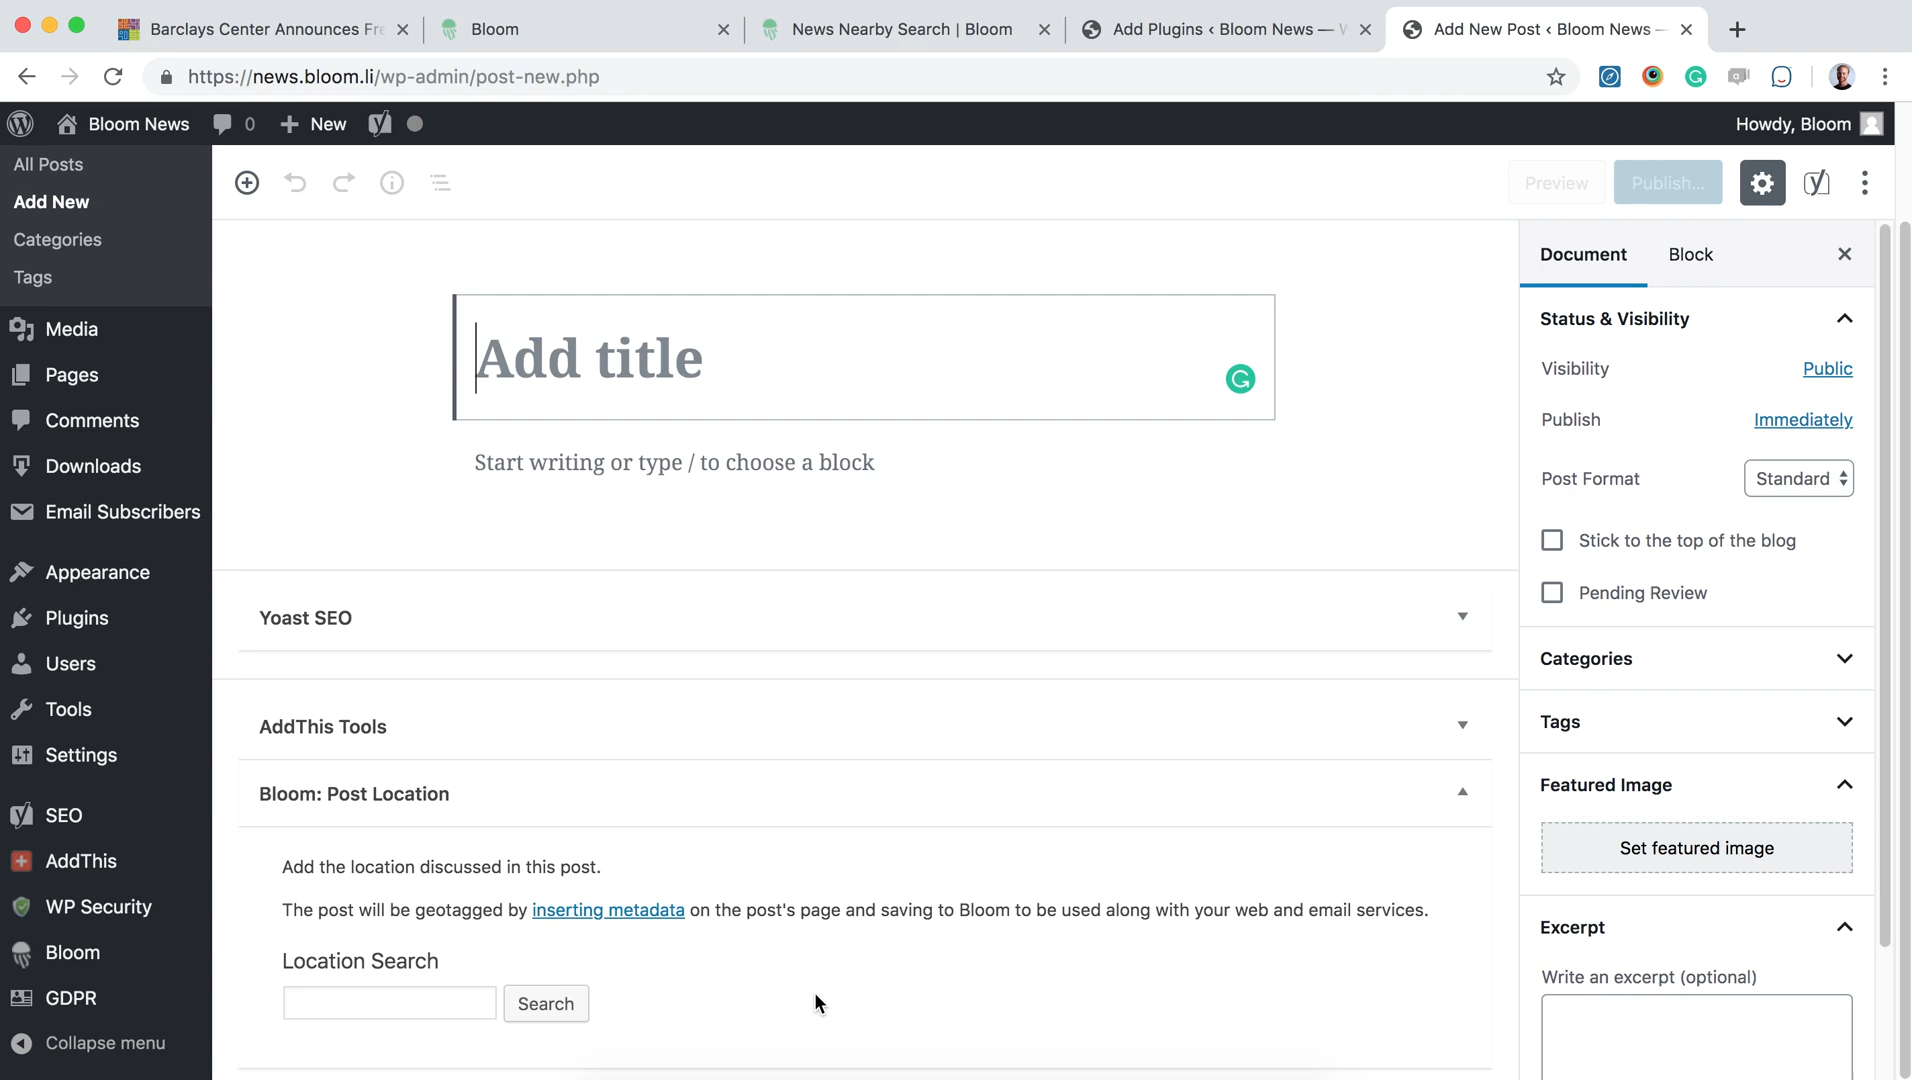 Barclays Center Announces Fre
Bloom
News Nearby Search | Bloom
Add Plugins ‹ Bloom News — W
Add New Post ‹ Bloom News —
https://news.bloom.li/wp-admin/post-new.php
Bloom News
0
New
Howdy, Bloom
All Posts
Add New
Categories
Tags
Media
Pages
Comments
Downloads
Email Subscribers
Appearance
Plugins
Users
Tools
Settings
SEO
AddThis
WP Security
Bloom
GDPR
Collapse menu
Preview
Publish...
Add title
Start writing or type / to choose a block
Yoast SEO
AddThis Tools
Bloom: Post Location
Add the location discussed in this post.
The post will be geotagged by inserting metadata on the post's page and saving to Bloom to be used along with your web and email services.
Location Search
Search
Document
Block
Status & Visibility
Visibility
Public
Publish
Immediately
Post Format
Standard
Stick to the top of the blog
Pending Review
Categories
Tags
Featured Image
Set featured image
Excerpt
Write an excerpt (optional)